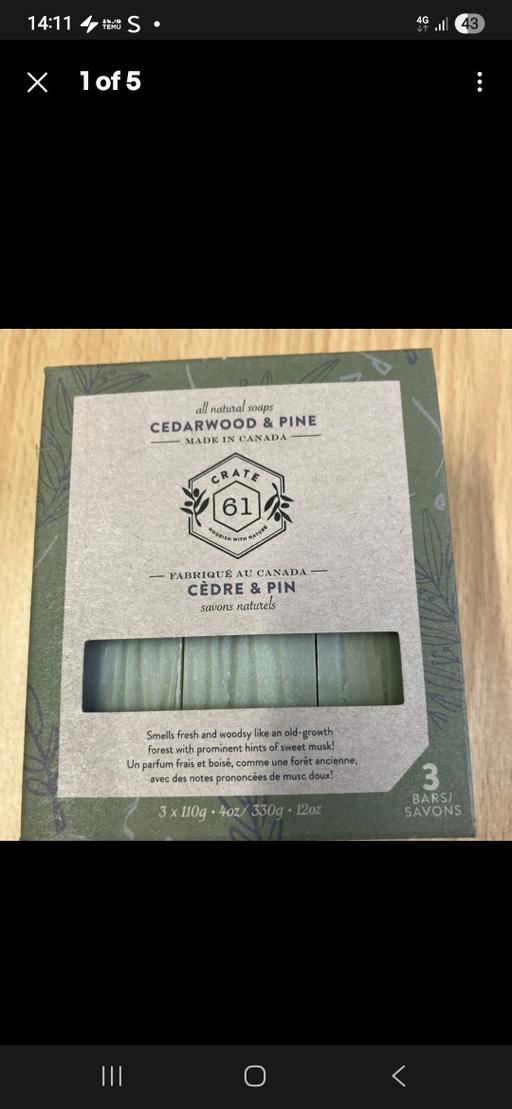 14:11
TEMU
S
4G
43
1 of 5
all natural soaps
CEDARWOOD & PINE
MADE IN CANADA
CRATE
61
NOURISH WITH NATURE
FABRIQUÉ AU CANADA
CÈDRE & PIN
savons naturels
Smells fresh and woodsy like an old-growth
forest with prominent hints of sweet musk!
Un parfum frais et boisé, comme une forêt ancienne,
avec des notes prononcées de musc doux!
3
BARS/
SAVONS
3 x 110g • 4oz/ 330g • 12oz